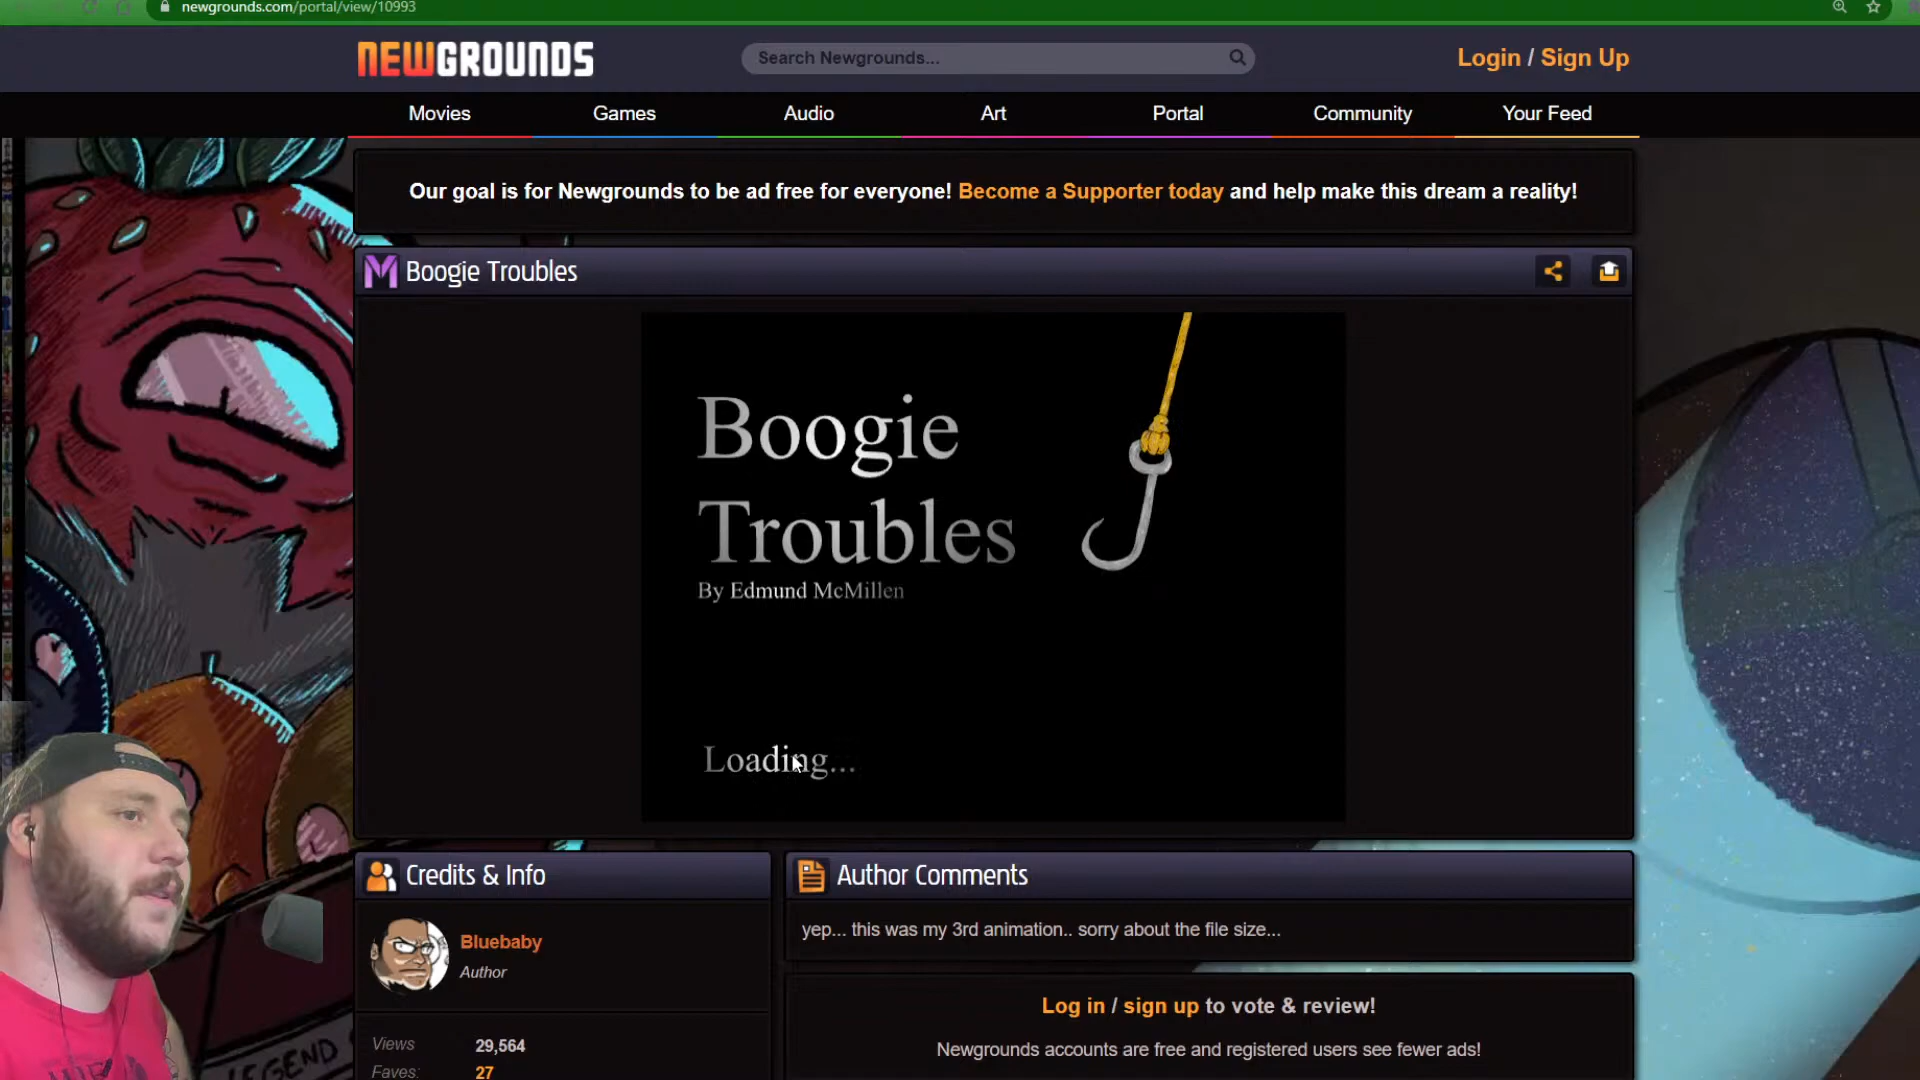 newgrounds.com/portal/view/10993
NEWGROUNDS
Search Newgrounds...
Login / Sign Up
Movies
Games
Audio
Art
Portal
Community
Your Feed
Our goal is for Newgrounds to be ad free for everyone! Become a Supporter today and help make this dream a reality!
Boogie Troubles
Boogie
Troubles
By Edmund McMillen
Loading...
Credits & Info
Author Comments
Bluebaby
Author
yep... this was my 3rd animation.. sorry about the file size...
Log in / sign up to vote & review!
Newgrounds accounts are free and registered users see fewer ads!
Views 29,564
Faves: 27
LEGEND